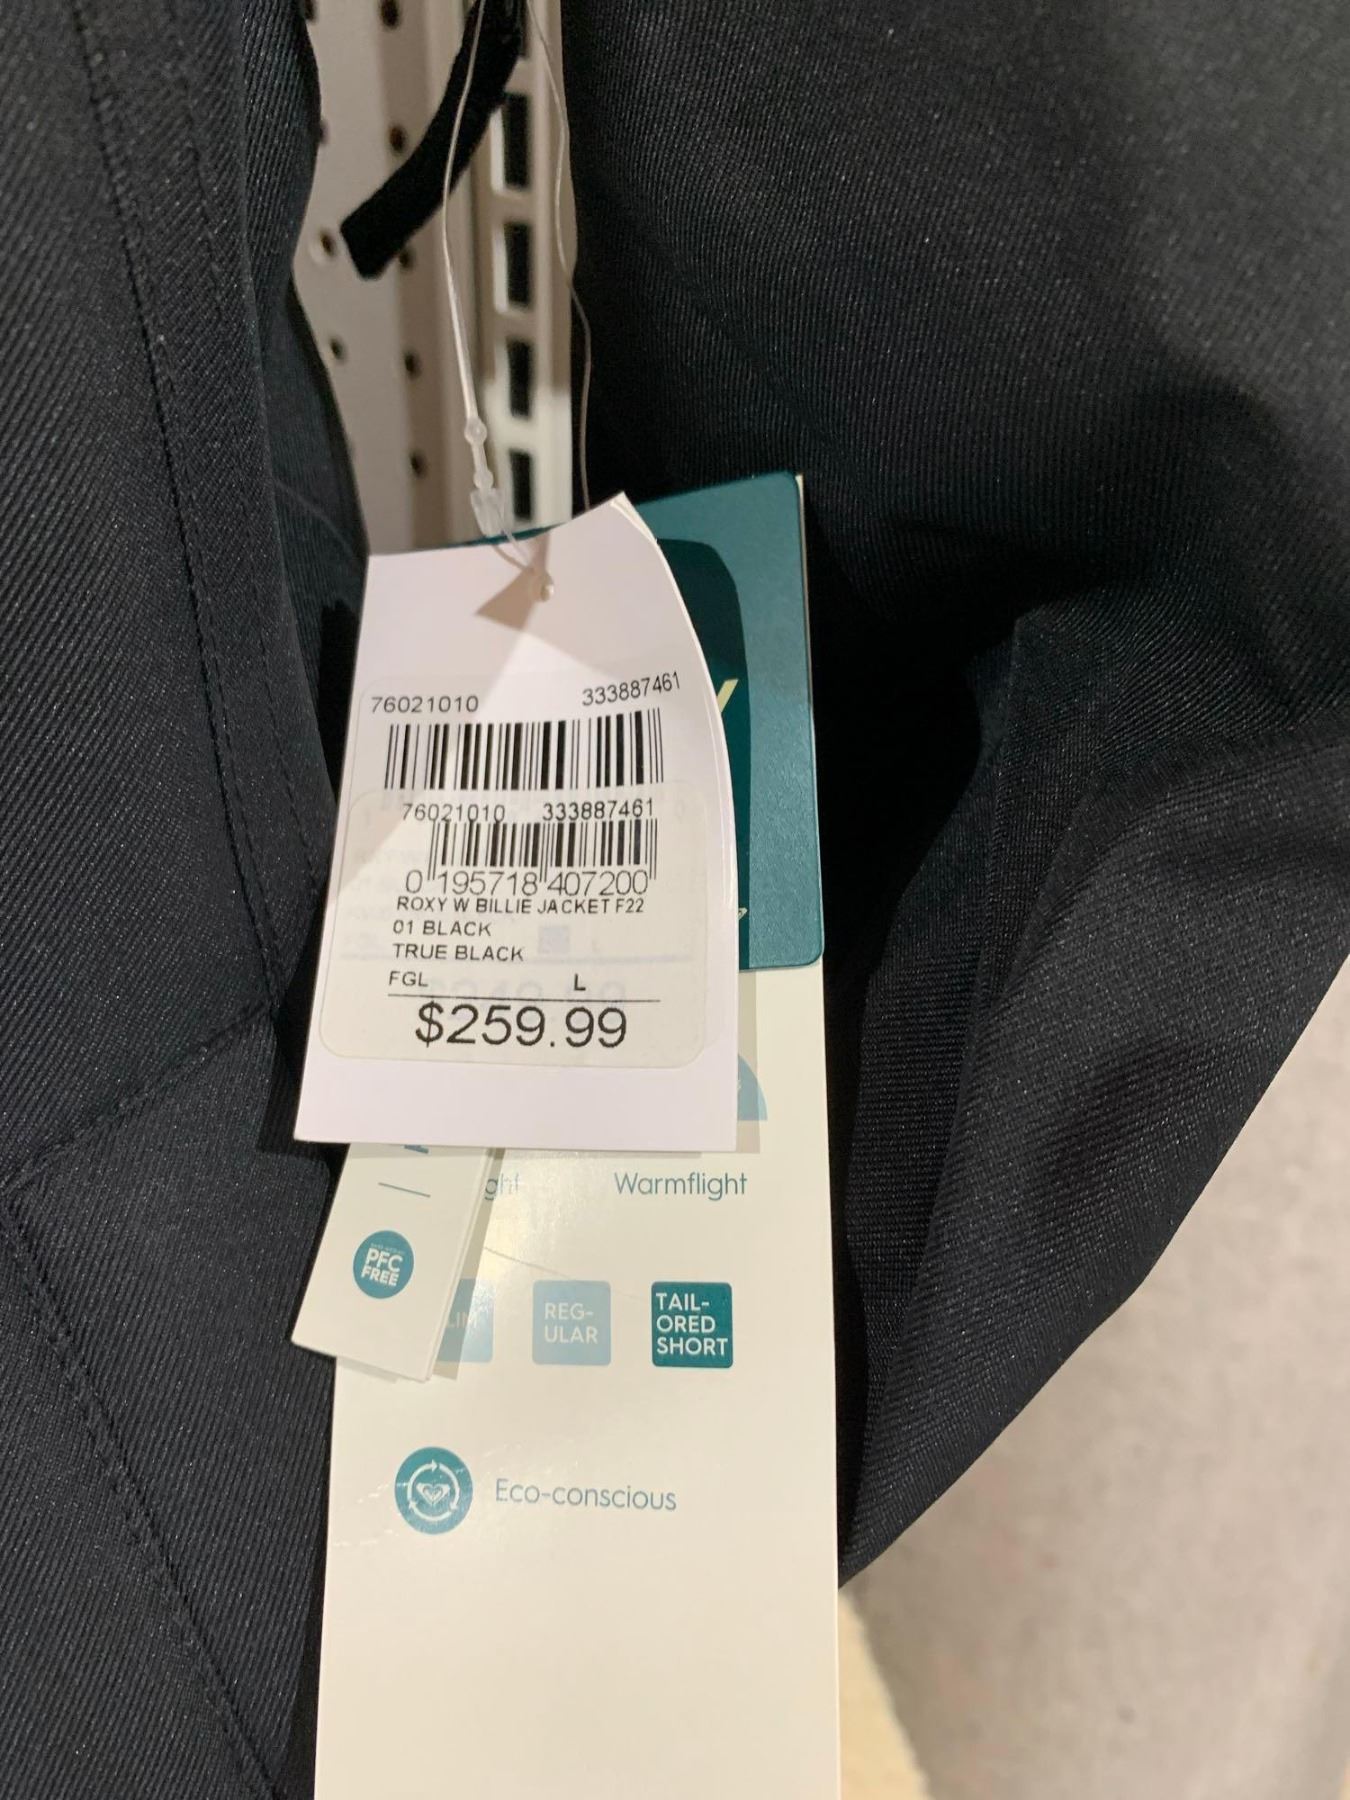 76021010 333887461
76021010 333887461
0 195718 407200
ROXY W BILLIE JACKET F22
01 BLACK
TRUE BLACK
FGL L
$259.99
Warmflight
PFC
FREE
REG-
ULAR
TAIL-
ORED
SHORT
Eco-conscious